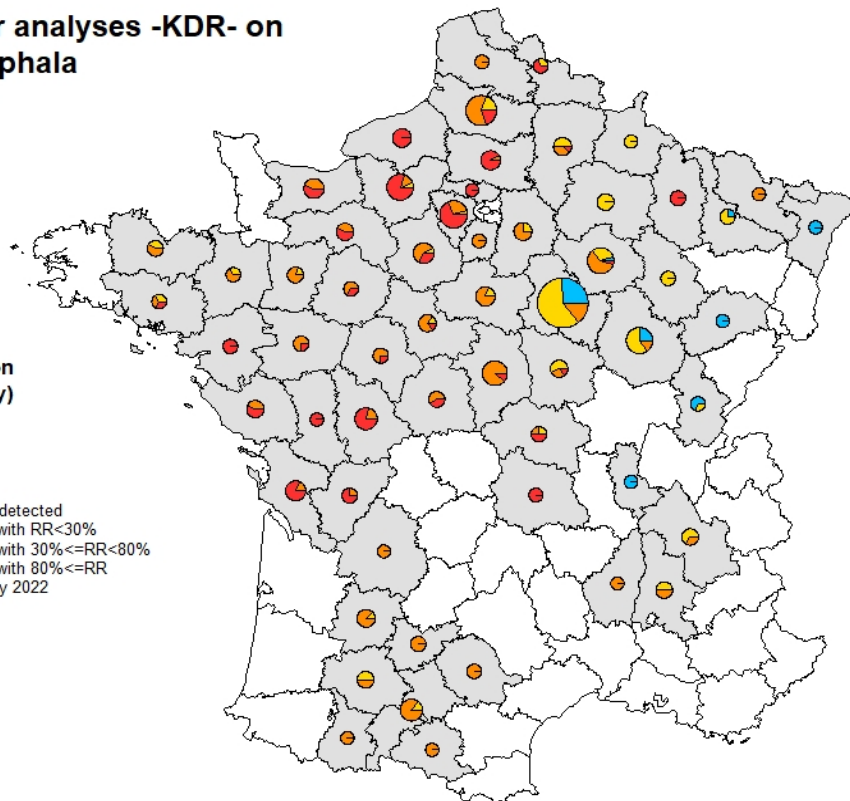 analyses -KDR- on
phala
y)
detected
with RR<30%
with 30%<=RR<80%
with 80%<=RR
y 2022